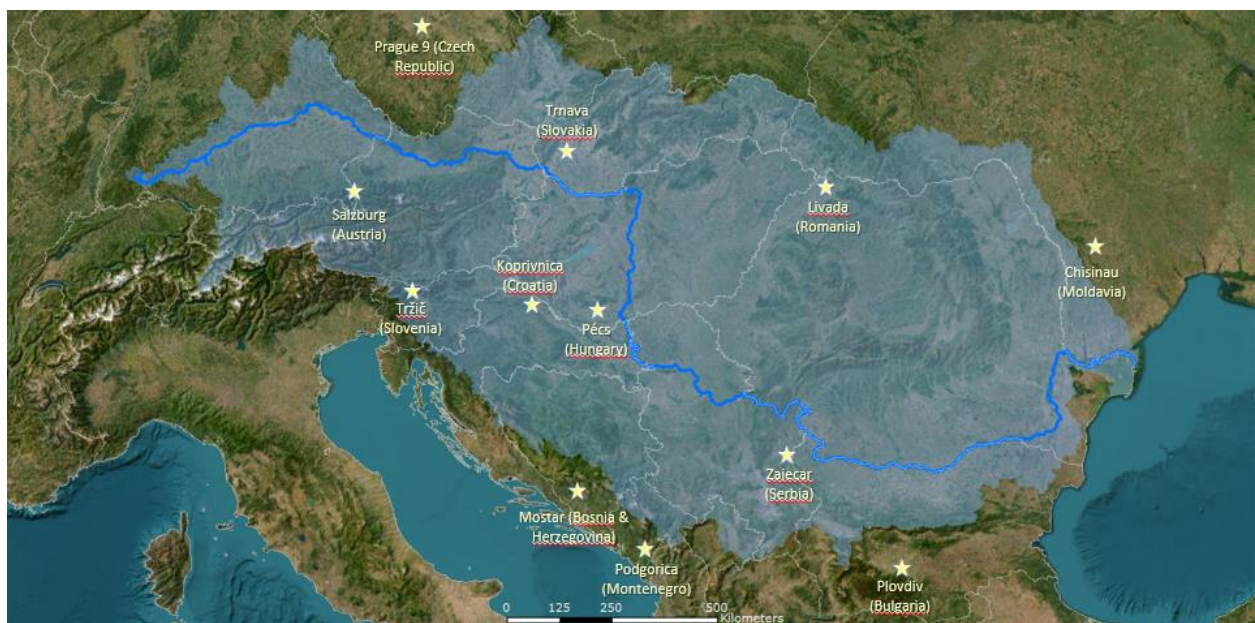 Prague 9 (Czech
Republic)
Trnava
(Slovakia)
Salzburg
(Austria)
Livada
(Romania)
Chisinau
(Moldavia)
Koprivnica
(Croatia)
Tržič
(Slovenia)
Pécs
(Hungary)
Zaiecar
(Serbia)
Mostar (Bosnia &
Herzegovina)
Podgorica
(Montenegro)
Plovdiv
(Bulgaria)
0 125 250 500
Kilometers